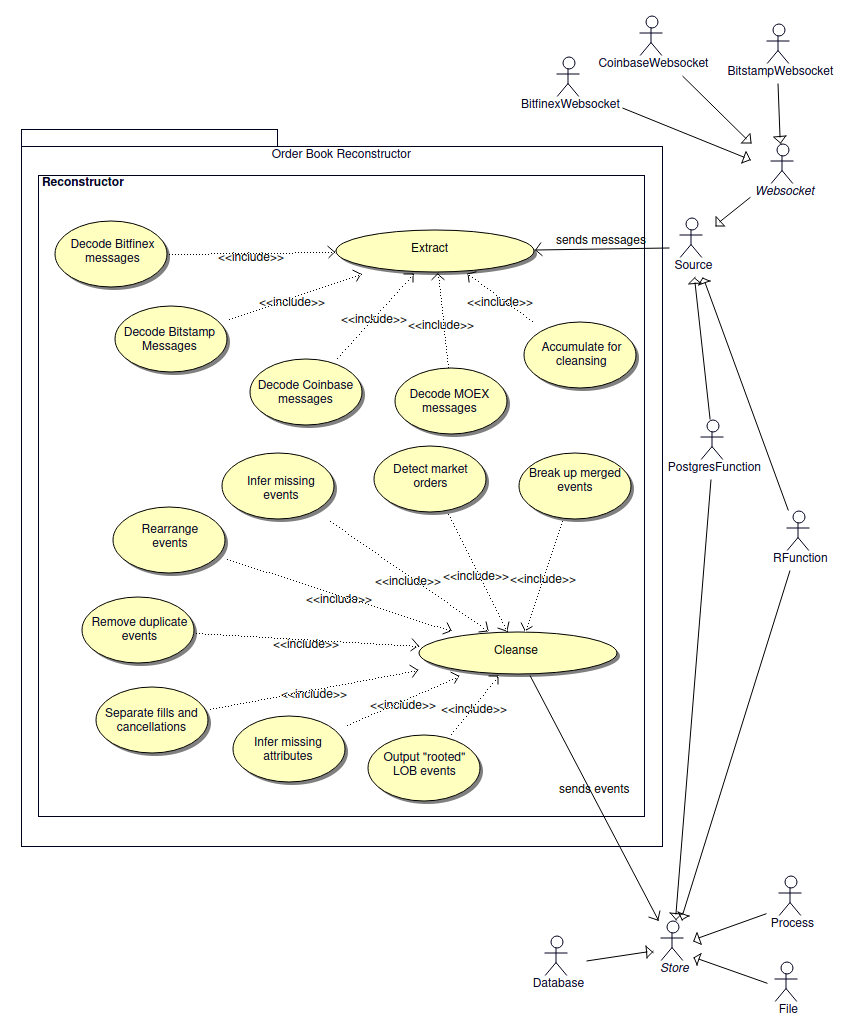 CoinbaseWebsocket
BitstampWebsocket
BitfinexWebsocket
Order Book Reconstructor
Reconstructor
Websocket
Decode Bitfinex
messages
<<include>>
Extract
sends messages
Source
<<include>>
<<include>>
<<include>>
<<include>>
Decode Bitstamp
Messages
Accumulate for
cleansing
Decode Coinbase
messages
Decode MOEX
messages
Infer missing
events
Detect market
orders
Break up merged
events
PostgresFunction
Rearrange
events
RFunction
<<include>>
<<include>>
<<include>>
<<include>>
Remove duplicate
events
<<include>>
Cleanse
<<include>>
<<include>>
<<include>>
Separate fills and
cancellations
Infer missing
attributes
Output "rooted"
LOB events
sends events
Process
Database
Store
File